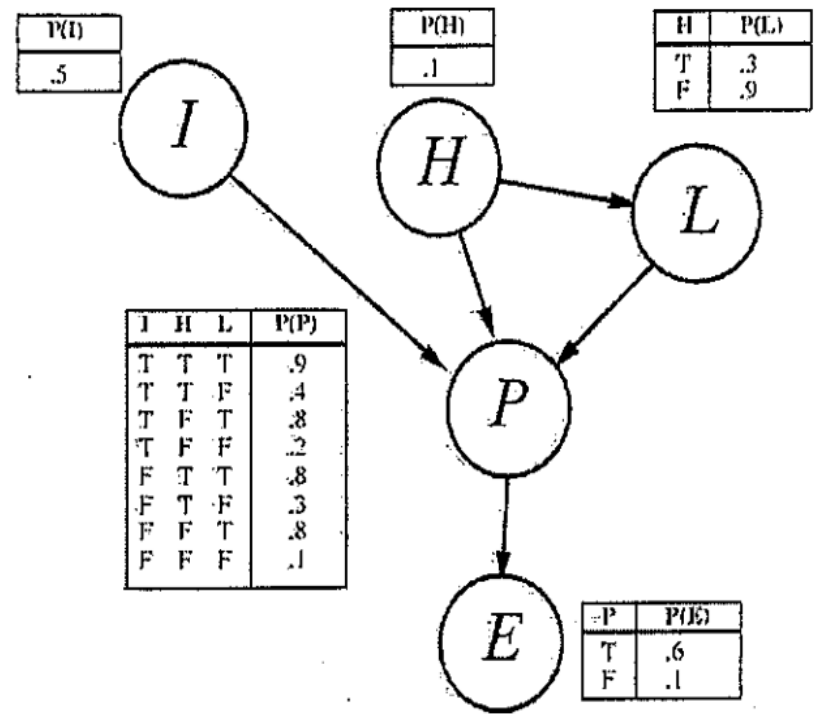 P(I)
.5
P(H)
.1
H P(L)
T .3
F .9
I
H
L
I H L P(P)
T T T .9
T T F .4
T F T .8
T F F .2
F T T .8
F T F .3
F F T .8
F F F .1
P
E
P P(E)
T .6
F .1